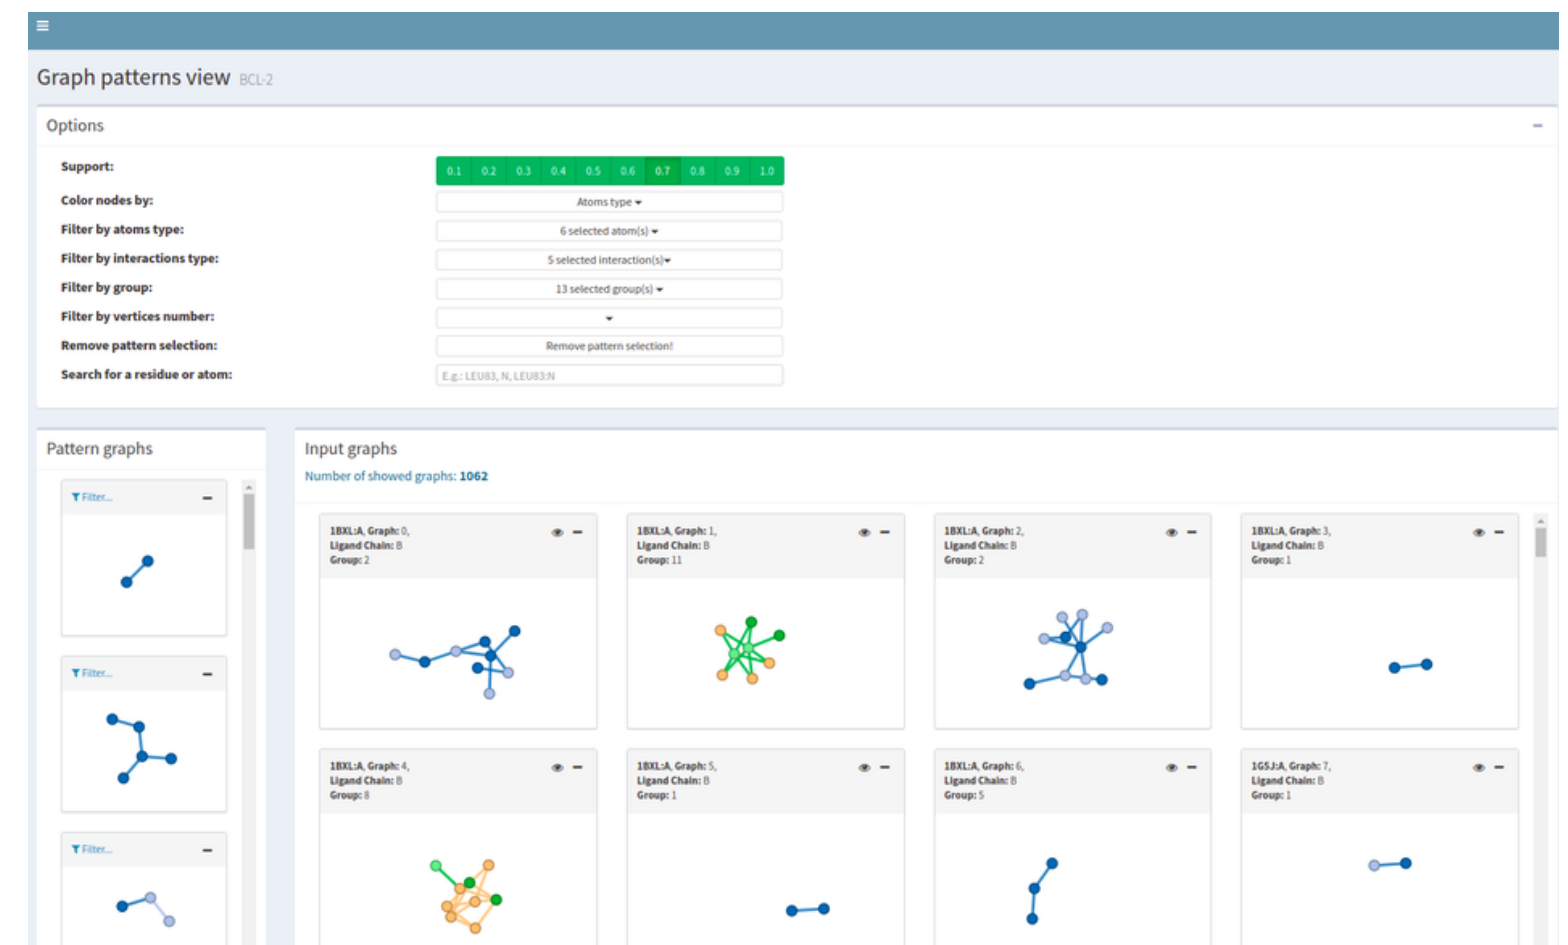 Graph patterns view BCL-2
Options
Support: 0.1 0.2 0.3 0.4 0.5 0.6 0.7 0.8 0.9 1.0
Color nodes by: Atoms type
Filter by atoms type: 6 selected atom(s)
Filter by interactions type: 5 selected interaction(s)
Filter by group: 13 selected group(s)
Filter by vertices number:
Remove pattern selection: Remove pattern selection!
Search for a residue or atom: E.g.: LEU83, N, LEU83:N
Pattern graphs
Filter...
Filter...
Filter...
Input graphs
Number of showed graphs: 1062
1BXL:A, Graph: 0,
Ligand Chain: B
Group: 2
1BXL:A, Graph: 1,
Ligand Chain: B
Group: 11
1BXL:A, Graph: 2,
Ligand Chain: B
Group: 2
1BXL:A, Graph: 3,
Ligand Chain: B
Group: 1
1BXL:A, Graph: 4,
Ligand Chain: B
Group: 8
1BXL:A, Graph: 5,
Ligand Chain: B
Group: 1
1BXL:A, Graph: 6,
Ligand Chain: B
Group: 5
1G5J:A, Graph: 7,
Ligand Chain: B
Group: 1